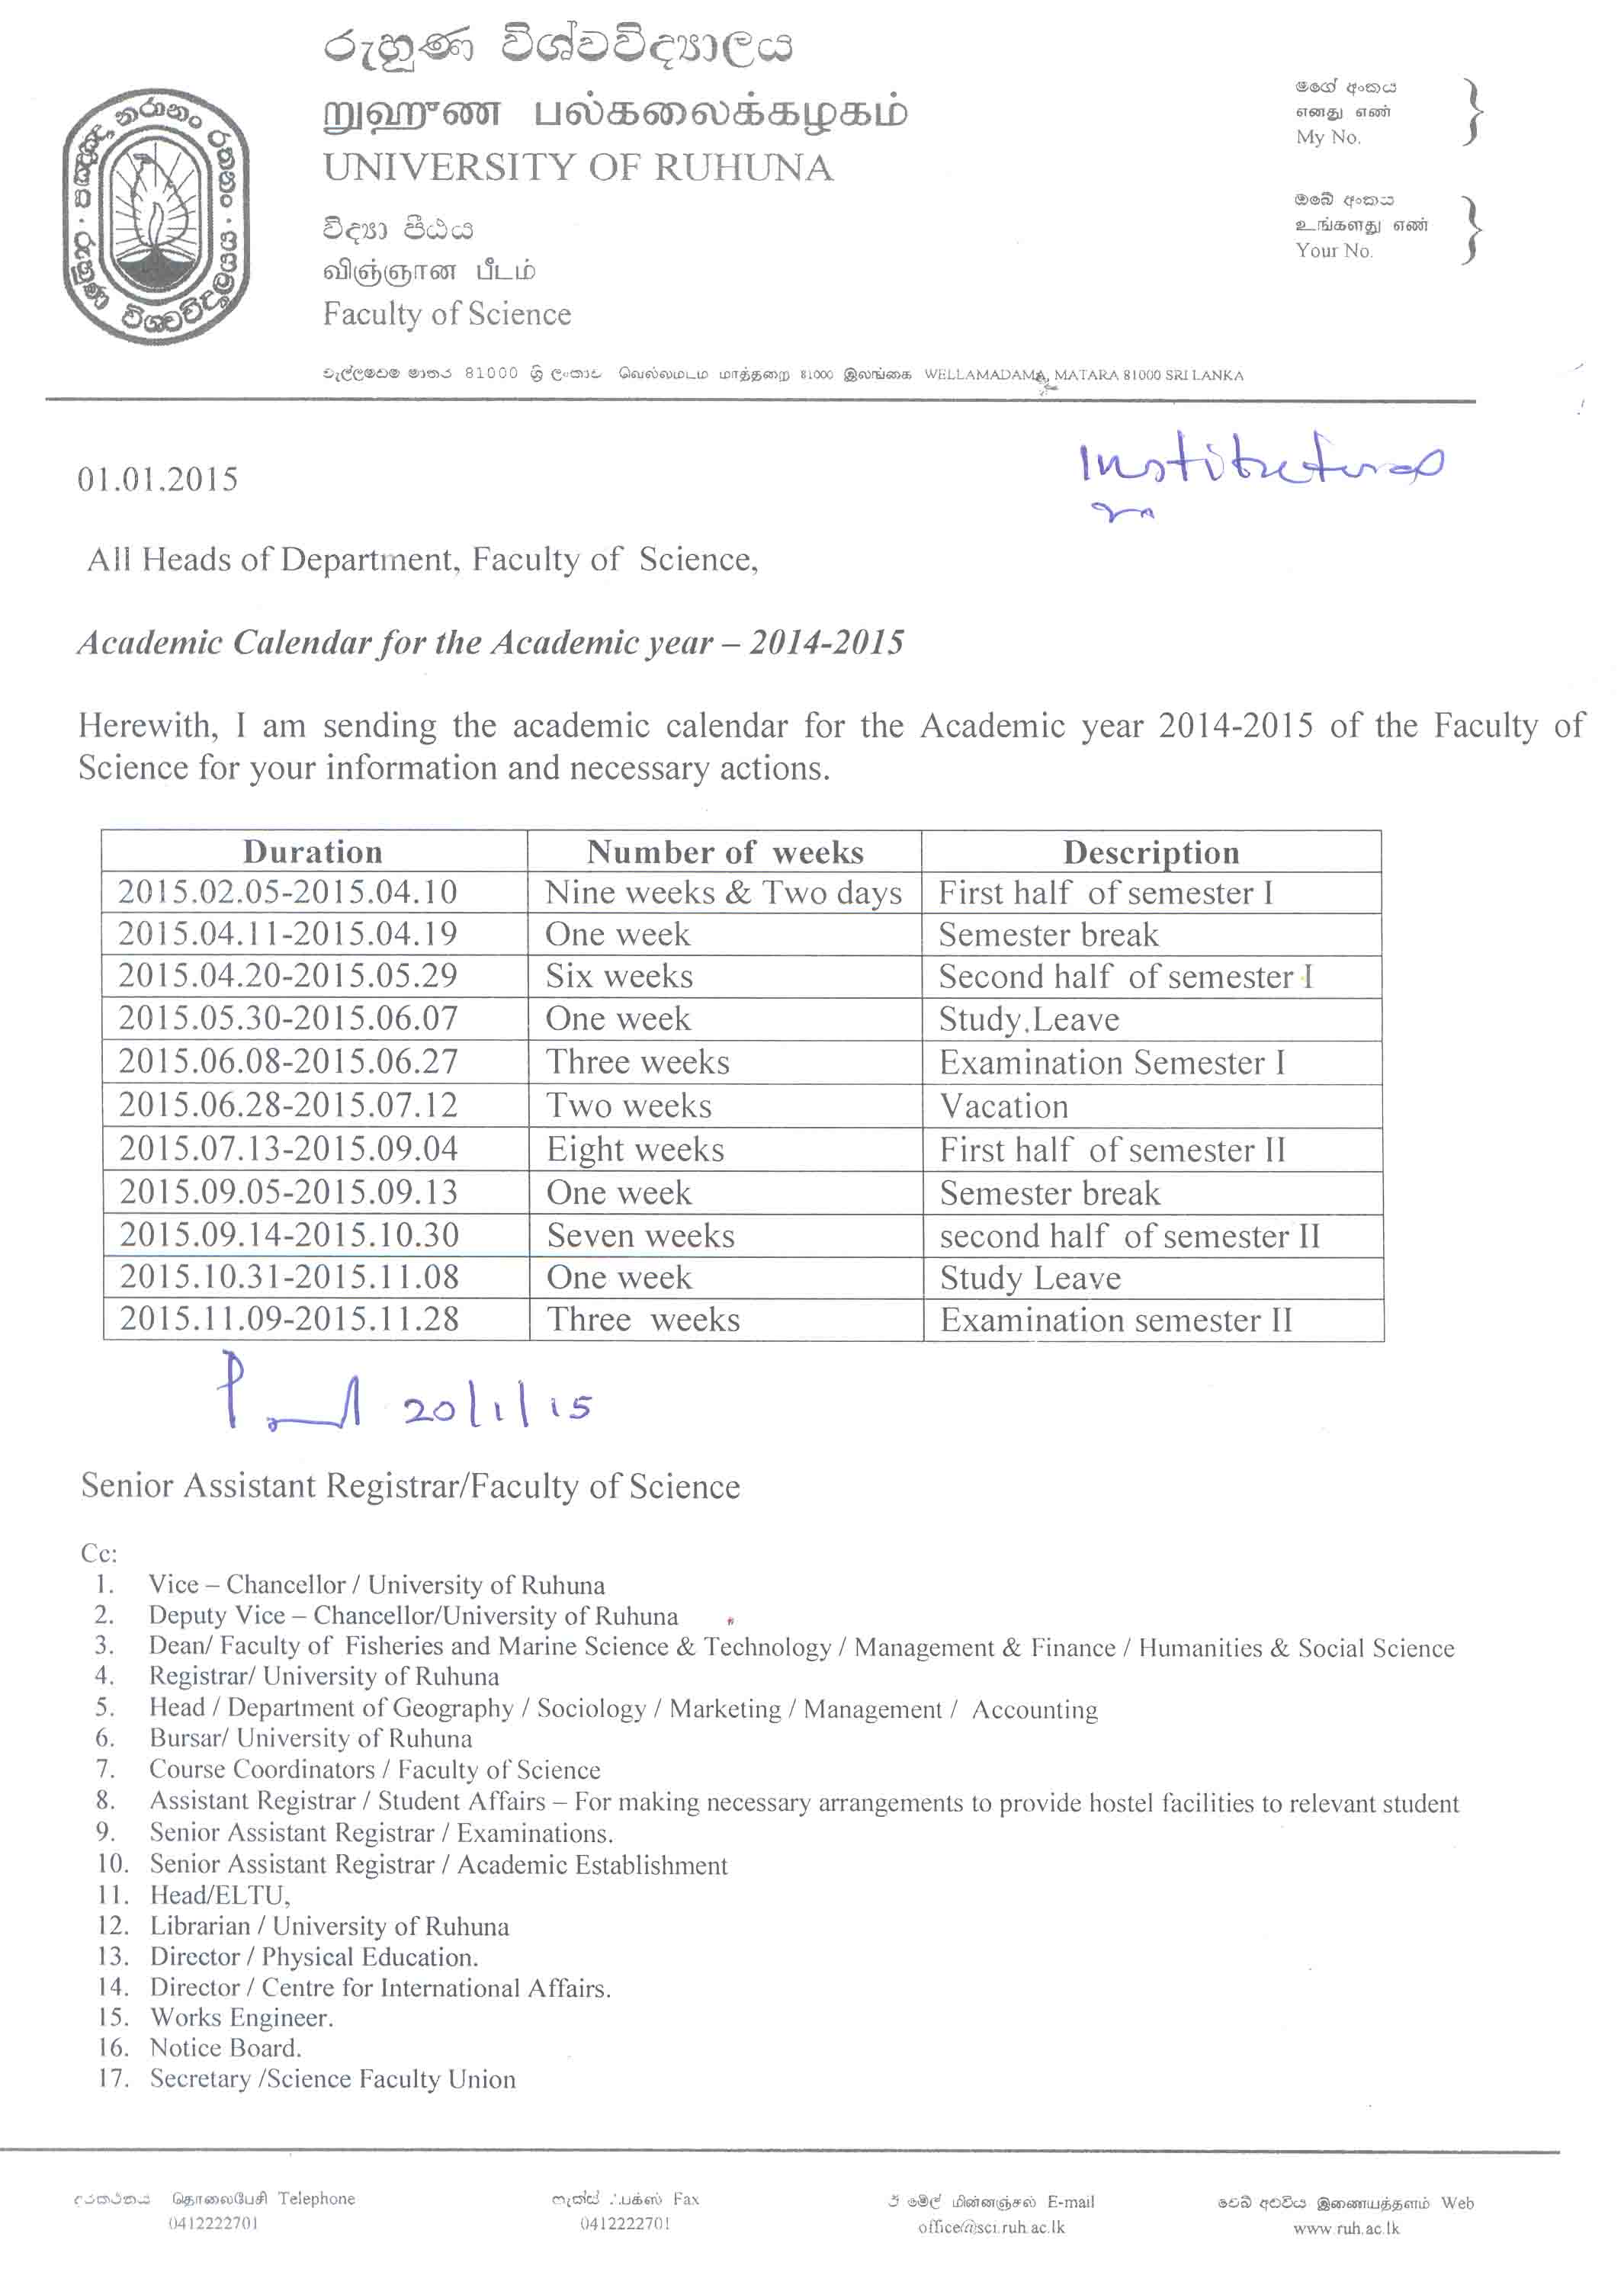 රුහුණ විශ්වවිද්‍යාලය
றுஹுண பல்கலைக்கழகம்
UNIVERSITY OF RUHUNA
විද්‍යා පීඨය
விஞ்ஞான பீடம்
Faculty of Science
මගේ අංකය
எனது எண்
My No.
ඔබේ අංකය
உங்களது எண்
Your No.
වැල්ලමඩම මාතර 81000 ශ්‍රී ලංකාව வெல்லமடம மாத்தறை 81000 இலங்கை WELLAMADAMA, MATARA 81000 SRI LANKA
01.01.2015
All Heads of Department, Faculty of Science,
Academic Calendar for the Academic year – 2014-2015
Herewith, I am sending the academic calendar for the Academic year 2014-2015 of the Faculty of
Science for your information and necessary actions.
Duration Number of weeks Description
2015.02.05-2015.04.10 Nine weeks & Two days First half of semester I
2015.04.11-2015.04.19 One week Semester break
2015.04.20-2015.05.29 Six weeks Second half of semester I
2015.05.30-2015.06.07 One week Study.Leave
2015.06.08-2015.06.27 Three weeks Examination Semester I
2015.06.28-2015.07.12 Two weeks Vacation
2015.07.13-2015.09.04 Eight weeks First half of semester II
2015.09.05-2015.09.13 One week Semester break
2015.09.14-2015.10.30 Seven weeks second half of semester II
2015.10.31-2015.11.08 One week Study Leave
2015.11.09-2015.11.28 Three weeks Examination semester II
20/1/15
Senior Assistant Registrar/Faculty of Science
Cc:
1. Vice – Chancellor / University of Ruhuna
2. Deputy Vice – Chancellor/University of Ruhuna
3. Dean/ Faculty of Fisheries and Marine Science & Technology / Management & Finance / Humanities & Social Science
4. Registrar/ University of Ruhuna
5. Head / Department of Geography / Sociology / Marketing / Management / Accounting
6. Bursar/ University of Ruhuna
7. Course Coordinators / Faculty of Science
8. Assistant Registrar / Student Affairs – For making necessary arrangements to provide hostel facilities to relevant student
9. Senior Assistant Registrar / Examinations.
10. Senior Assistant Registrar / Academic Establishment
11. Head/ELTU,
12. Librarian / University of Ruhuna
13. Director / Physical Education.
14. Director / Centre for International Affairs.
15. Works Engineer.
16. Notice Board.
17. Secretary /Science Faculty Union
දුරකථනය தொலைபேசி Telephone
0412222701
ෆැක්ස් ஃபக்ஸ் Fax
0412222701
ඊ මේල් மின்னஞ்சல் E-mail
office@sci.ruh.ac.lk
වෙබ් අඩවිය இணையத்தளம் Web
www.ruh.ac.lk